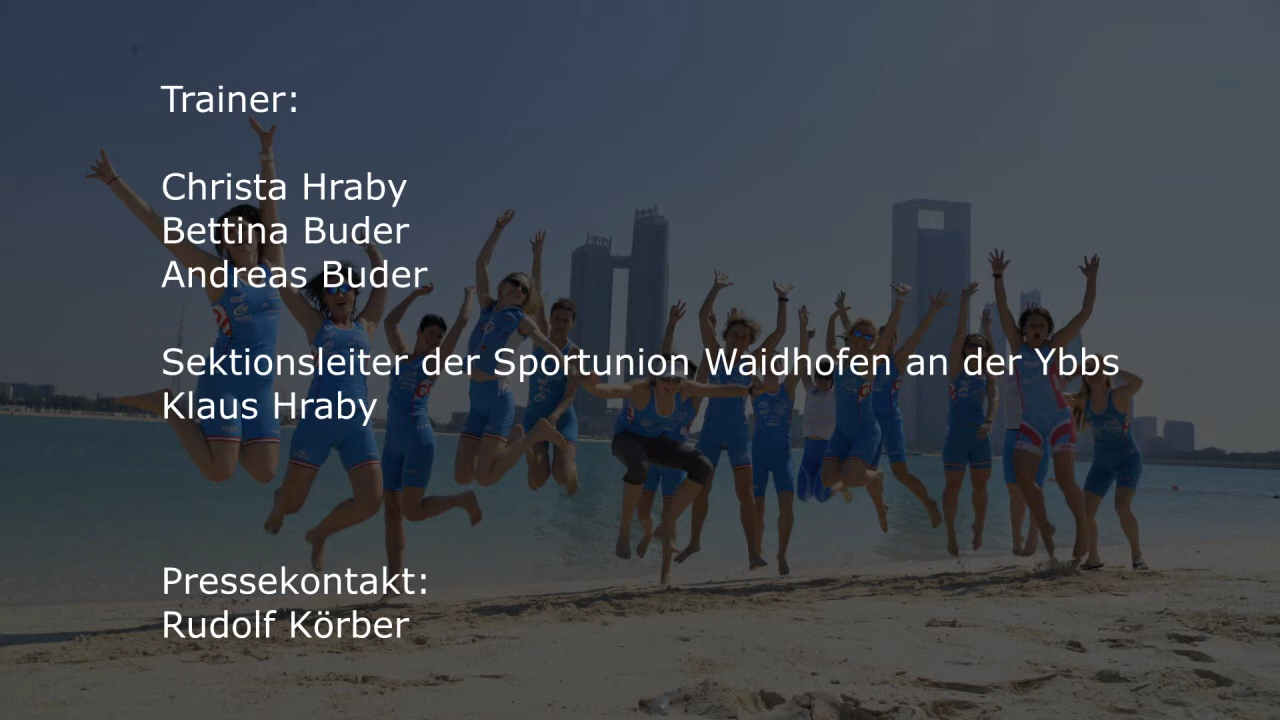 Trainer:
Christa Hraby
Bettina Buder
Andreas Buder
Sektionsleiter der Sportunion Waidhofen an der Ybbs
Klaus Hraby
Pressekontakt:
Rudolf Körber